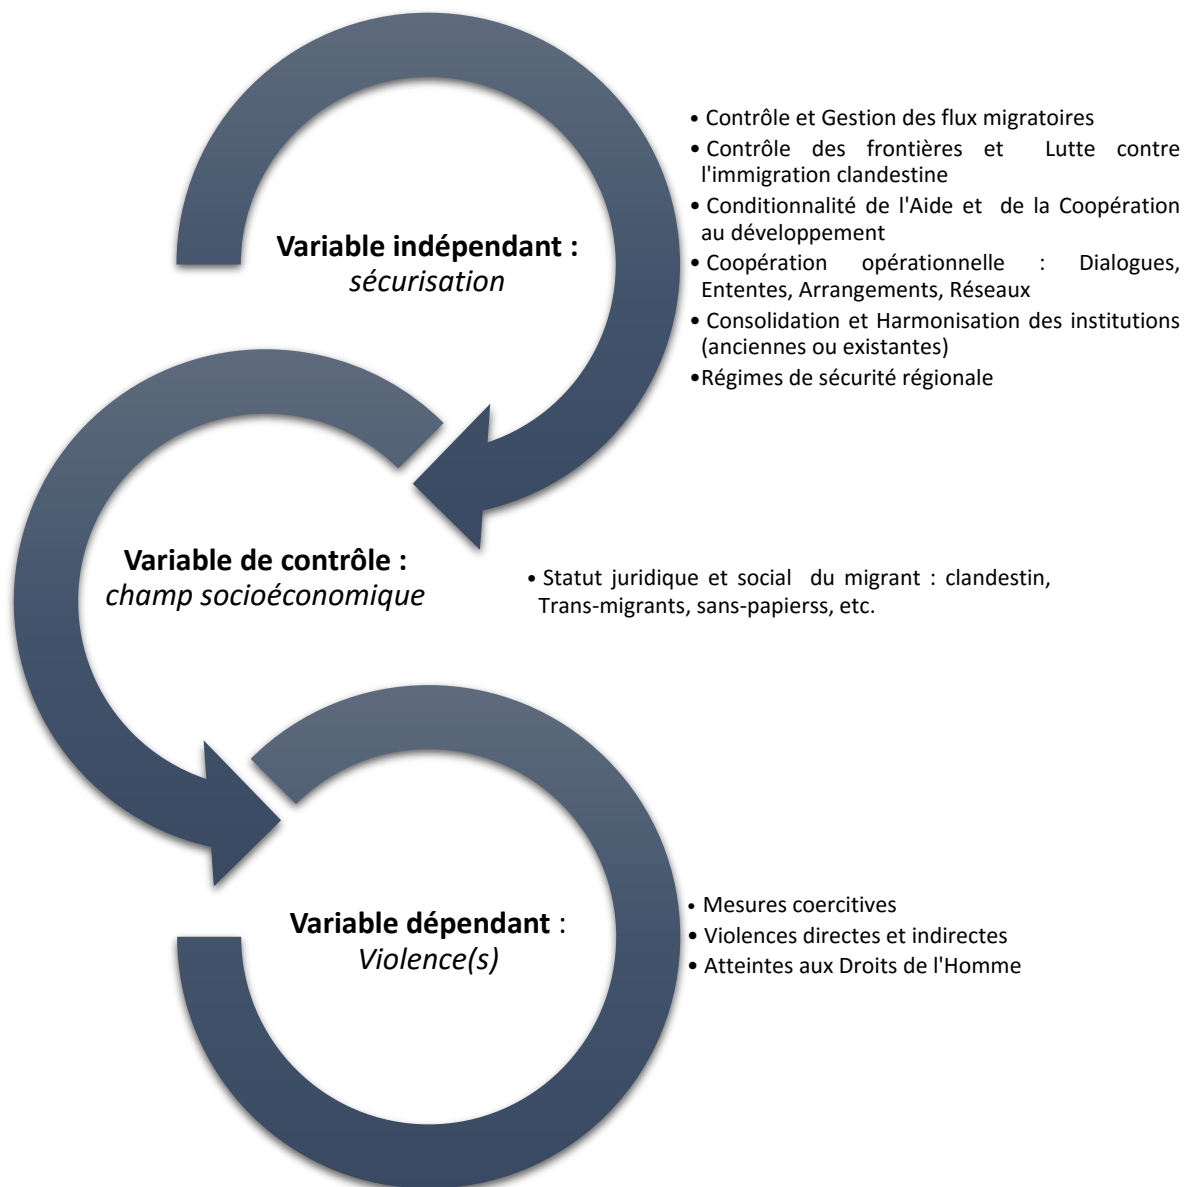 Variable indépendant :
sécurisation
• Contrôle et Gestion des flux migratoires
• Contrôle des frontières et Lutte contre
l'immigration clandestine
• Conditionnalité de l'Aide et de la Coopération
au développement
• Coopération opérationnelle : Dialogues,
Ententes, Arrangements, Réseaux
• Consolidation et Harmonisation des institutions
(anciennes ou existantes)
•Régimes de sécurité régionale
Variable de contrôle :
champ socioéconomique
• Statut juridique et social du migrant : clandestin,
Trans-migrants, sans-papierss, etc.
Variable dépendant :
Violence(s)
• Mesures coercitives
• Violences directes et indirectes
• Atteintes aux Droits de l'Homme